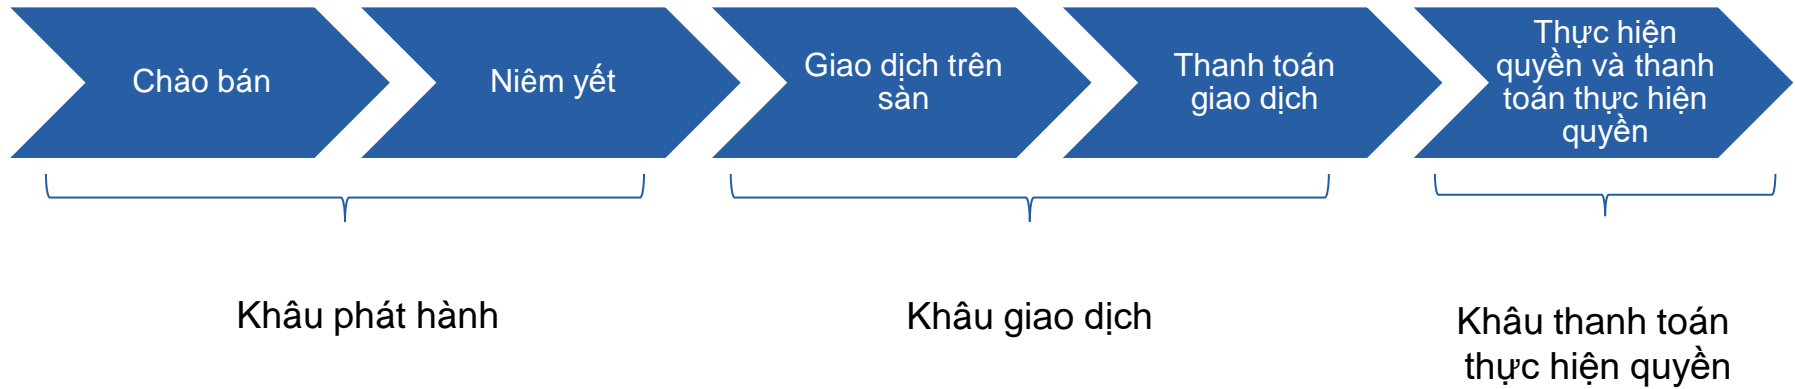 Chào bán
Niêm yết
Giao dịch trên
sàn
Thanh toán
giao dịch
Thực hiện
quyền và thanh
toán thực hiện
quyền
Khâu phát hành
Khâu giao dịch
Khâu thanh toán
thực hiện quyền